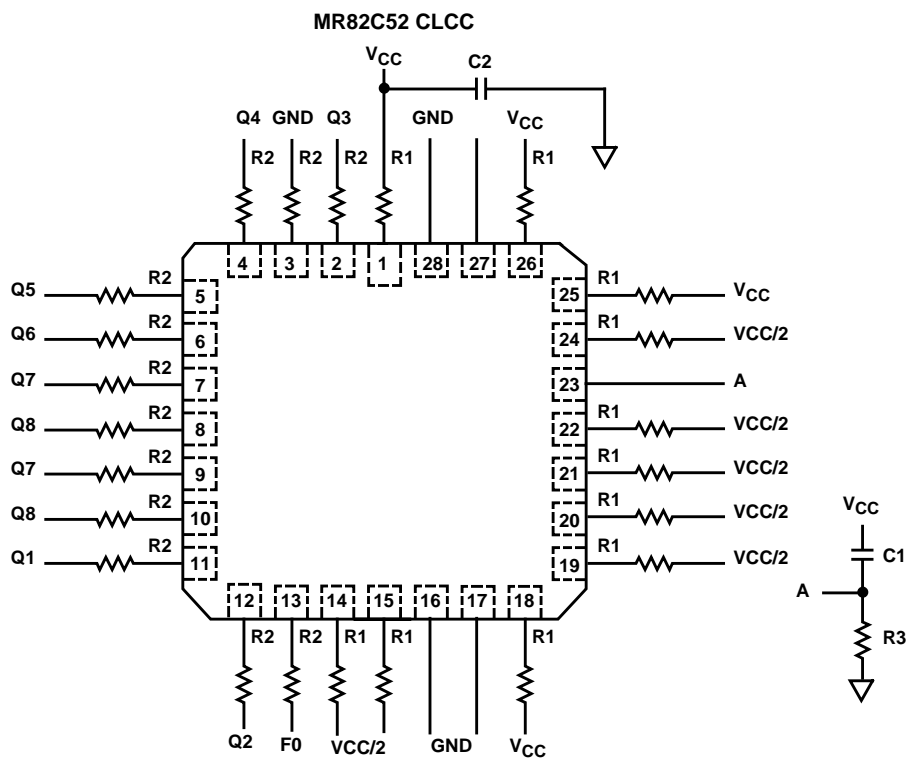 MR82C52 CLCC
VCC
C2
Q4 GND Q3 GND VCC
R2 R2 R2 R1 R1
4 3 2 1 28 27 26
Q5 R2 5 25 R1 VCC
Q6 R2 6 24 R1 VCC/2
Q7 R2 7 23 A
Q8 R2 8 22 R1 VCC/2
Q7 R2 9 21 R1 VCC/2
Q8 R2 10 20 R1 VCC/2
Q1 R2 11 19 R1 VCC/2
12 13 14 15 16 17 18
R2 R2 R1 R1 R1
Q2 F0 VCC/2 GND VCC
VCC
C1
A
R3